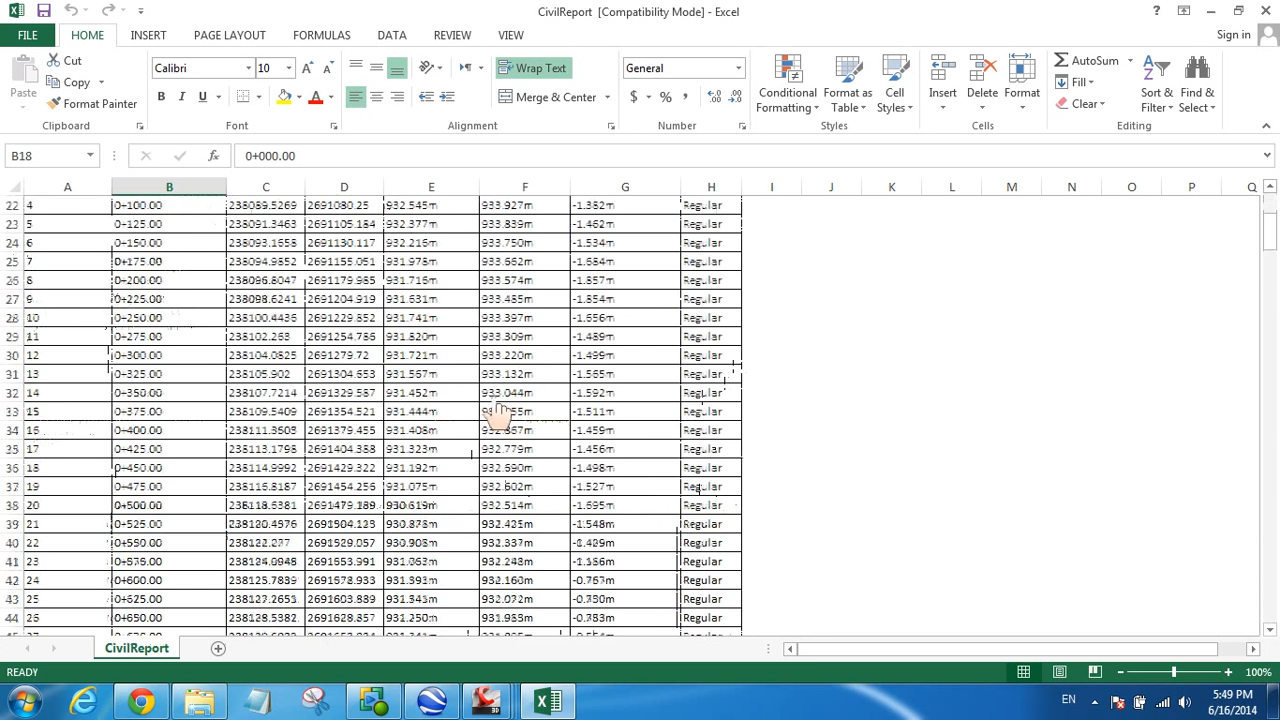 CivilReport [Compatibility Mode] - Excel
? 
FILE HOME INSERT PAGE LAYOUT FORMULAS DATA REVIEW VIEW Sign in
Paste
Cut
Copy
Format Painter
Clipboard
Calibri 10
B I U
Font
Wrap Text
Merge & Center
Alignment
General
$ % ,
Number
Conditional Formatting
Format as Table
Cell Styles
Styles
Insert
Delete
Format
Cells
AutoSum
Fill
Clear
Sort & Filter
Find & Select
Editing
B18 fx 0+000.00
A B C D E F G H I J K L M N O P Q
22 4 0+100.00 238089.5269 2691080.25 932.545m 933.927m -1.382m Regular
23 5 0+125.00 238091.3463 2691105.184 932.377m 933.839m -1.462m Regular
24 6 0+150.00 238093.1658 2691130.117 932.216m 933.750m -1.534m Regular
25 7 0+175.00 238094.9852 2691155.051 931.978m 933.662m -1.684m Regular
26 8 0+200.00 238096.8047 2691179.985 931.716m 933.574m -1.857m Regular
27 9 0+225.00 238098.6241 2691204.919 931.631m 933.485m -1.854m Regular
28 10 0+250.00 238100.4436 2691229.852 931.741m 933.397m -1.656m Regular
29 11 0+275.00 238102.263 2691254.786 931.820m 933.309m -1.489m Regular
30 12 0+300.00 238104.0825 2691279.72 931.721m 933.220m -1.499m Regular
31 13 0+325.00 238105.902 2691304.653 931.567m 933.132m -1.565m Regular
32 14 0+350.00 238107.7214 2691329.587 931.452m 933.044m -1.592m Regular
33 15 0+375.00 238109.5409 2691354.521 931.444m -1.511m Regular
34 16 0+400.00 238111.3603 2691379.455 931.408m -1.459m Regular
35 17 0+425.00 238113.1798 2691404.388 931.323m 932.779m -1.456m Regular
36 18 0+450.00 238114.9992 2691429.322 931.192m 932.690m -1.498m Regular
37 19 0+475.00 238116.8187 2691454.256 931.075m 932.602m -1.527m Regular
38 20 0+500.00 238118.6381 2691479.189 930.819m 932.514m -1.695m Regular
39 21 0+525.00 238120.4576 2691504.123 930.878m 932.425m -1.548m Regular
40 22 0+550.00 238122.277 2691529.057 930.908m 932.337m -1.429m Regular
41 23 0+575.00 2691553.991 931.062m 932.248m -1.186m Regular
42 24 0+600.00 238125.7839 2691578.933 931.393m 932.160m -0.767m Regular
43 25 0+625.00 238127.2651 2691603.889 932.072m Regular
44 26 0+650.00 238128.5382 2691628.857 931.250m Regular
CivilReport
READY 100%
EN 5:49 PM
6/16/2014